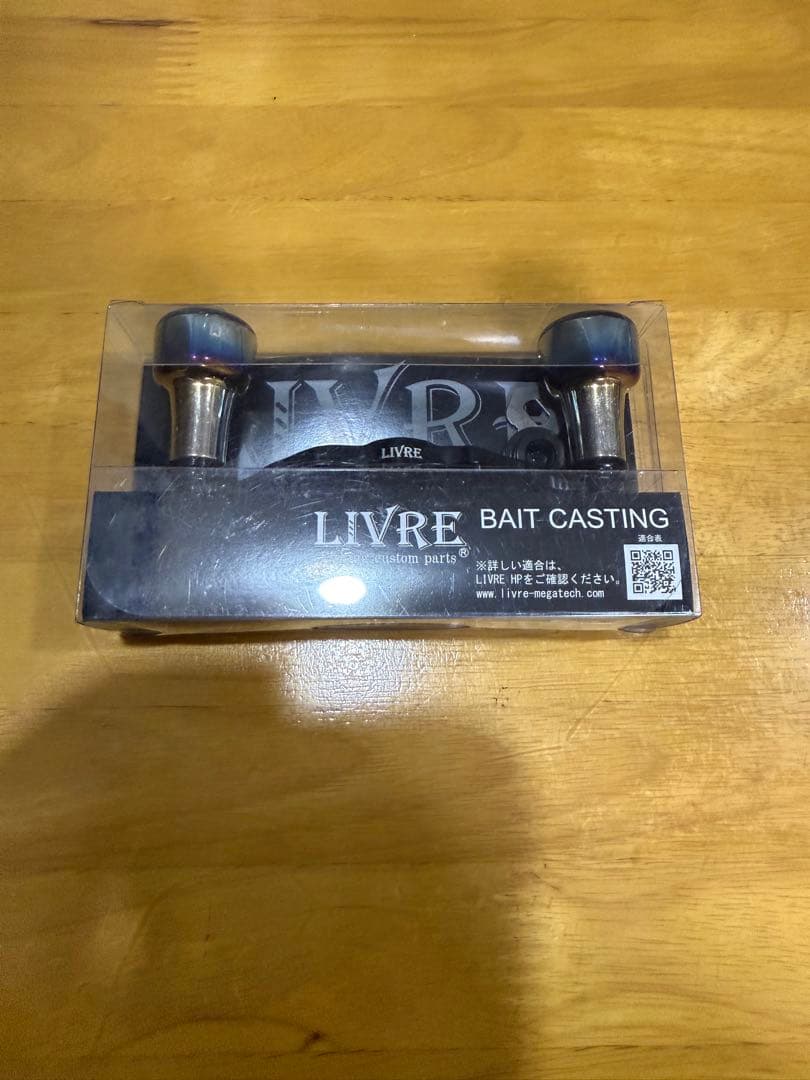 LIVRE
LIVRE
LIVRE
custom parts®
BAIT CASTING
適合表
※詳しい適合は、
LIVRE HPをご確認ください。
www.livre-megatech.com